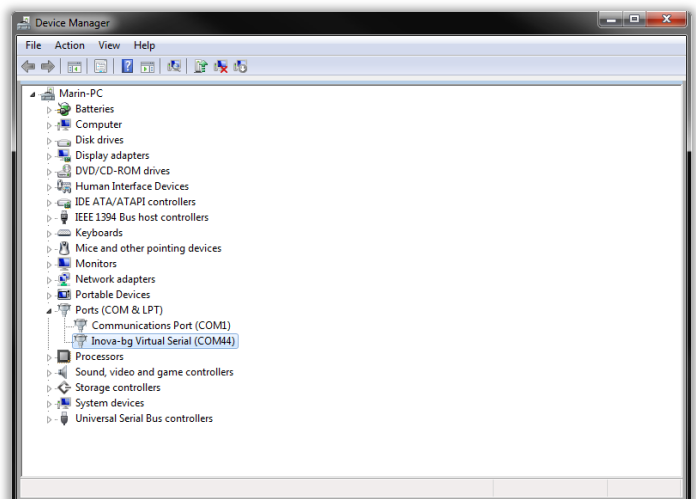 Device Manager
File Action View Help
Marin-PC
Batteries
Computer
Disk drives
Display adapters
DVD/CD-ROM drives
Human Interface Devices
IDE ATA/ATAPI controllers
IEEE 1394 Bus host controllers
Keyboards
Mice and other pointing devices
Monitors
Network adapters
Portable Devices
Ports (COM & LPT)
Communications Port (COM1)
Inova-bg Virtual Serial (COM44)
Processors
Sound, video and game controllers
Storage controllers
System devices
Universal Serial Bus controllers